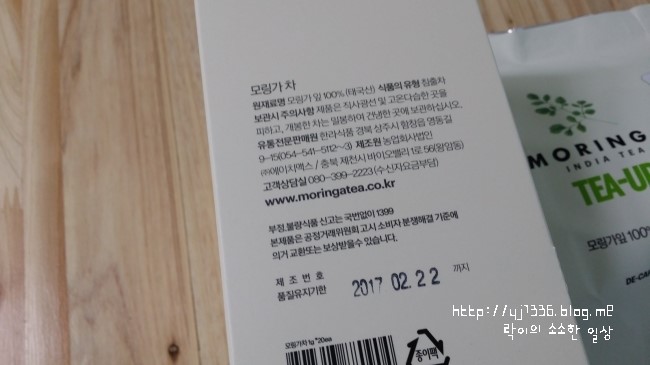 모링가 차
원재료명 모링가 잎 100% (태국산) 식품의 유형 침출차
보관시 주의사항 제품은 직사광선 및 고온다습한 곳을
피하고, 개봉한 차는 밀봉하여 건냉한 곳에 보관하십시오.
유통전문판매원 한라식품 경북 상주시 함창읍 영동길
9-15(054-541-5112~3) 제조원 농업회사법인
㈜에이치맥스 / 충북 제천시 바이오밸리1로 56(왕암동)
고객상담실 080-399-2223 (수신자요금부담)
www.moringatea.co.kr
부정.불량식품 신고는 국번없이 1399
본제품은 공정거래위원회 고시 소비자 분쟁해결 기준에
의거 교환또는 보상받을수 있습니다.
제 조 번 호
품질유지기한 2017 02. 22 까지
모링가차 1g *20ea
종이팩
MORING
INDIA TEA
TEA-UP
모링가잎 100%
DE-CA
http://yj7336.blog.me
락이의 소소한 일상